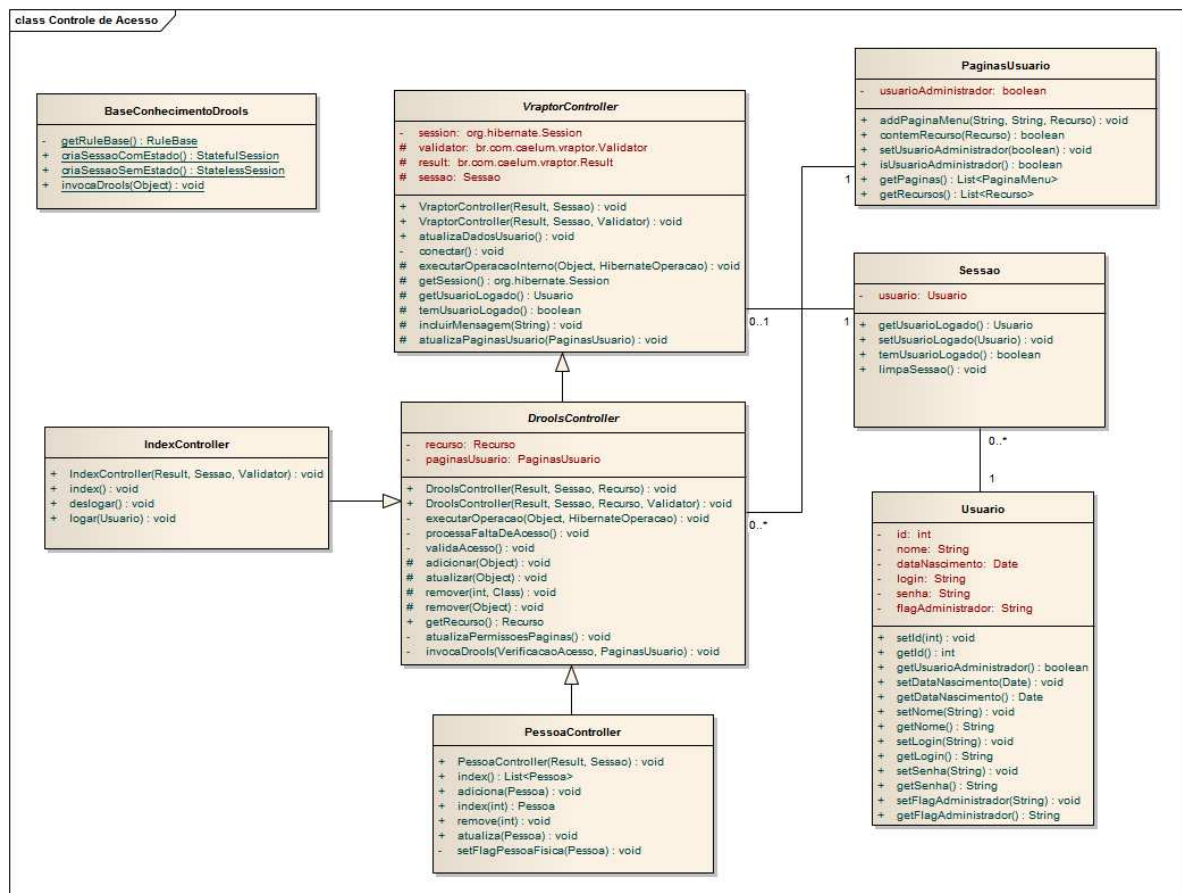 class Controle de Acesso
BaseConhecimentoDrools
- getRuleBase() : RuleBase
+ criaSessaoComEstado() : StatefulSession
+ criaSessaoSemEstado() : StatelessSession
+ invocaDrools(Object) : void
VraptorController
- session: org.hibernate.Session
# validator: br.com.caelum.vraptor.Validator
# result: br.com.caelum.vraptor.Result
# sessao: Sessao
+ VraptorController(Result, Sessao) : void
+ VraptorController(Result, Sessao, Validator) : void
+ atualizaDadosUsuario() : void
- conectar() : void
# executarOperacaoInterno(Object, HibernateOperacao) : void
# getSession() : org.hibernate.Session
# getUsuarioLogado() : Usuario
# temUsuarioLogado() : boolean
# incluirMensagem(String) : void
# atualizaPaginasUsuario(PaginasUsuario) : void
PaginasUsuario
- usuarioAdministrador: boolean
+ addPaginaMenu(String, String, Recurso) : void
+ contemRecurso(Recurso) : boolean
+ setUsuarioAdministrador(boolean) : void
+ isUsuarioAdministrador() : boolean
+ getPaginas() : List<PaginaMenu>
+ getRecursos() : List<Recurso>
1
Sessao
- usuario: Usuario
+ getUsuarioLogado() : Usuario
+ setUsuarioLogado(Usuario) : void
+ temUsuarioLogado() : boolean
+ limpaSessao() : void
0..1
1
IndexController
+ IndexController(Result, Sessao, Validator) : void
+ index() : void
+ deslogar() : void
+ logar(Usuario) : void
DroolsController
- recurso: Recurso
- paginasUsuario: PaginasUsuario
+ DroolsController(Result, Sessao, Recurso) : void
+ DroolsController(Result, Sessao, Recurso, Validator) : void
- executarOperacao(Object, HibernateOperacao) : void
- processaFaltaDeAcesso() : void
- validaAcesso() : void
# adicionar(Object) : void
# atualizar(Object) : void
# remover(int, Class) : void
# remover(Object) : void
+ getRecurso() : Recurso
- atualizaPermissoesPaginas() : void
- invocaDrools(VerificacaoAcesso, PaginasUsuario) : void
0..*
0..*
1
Usuario
- id: int
- nome: String
- dataNascimento: Date
- login: String
- senha: String
- flagAdministrador: String
+ setId(int) : void
+ getId() : int
+ getUsuarioAdministrador() : boolean
+ setDataNascimento(Date) : void
+ getDataNascimento() : Date
+ setNome(String) : void
+ getNome() : String
+ setLogin(String) : void
+ getLogin() : String
+ setSenha(String) : void
+ getSenha() : String
+ setFlagAdministrador(String) : void
+ getFlagAdministrador() : String
PessoaController
+ PessoaController(Result, Sessao) : void
+ index() : List<Pessoa>
+ adiciona(Pessoa) : void
+ index(int) : Pessoa
+ remove(int) : void
+ atualiza(Pessoa) : void
- setFlagPessoaFisica(Pessoa) : void